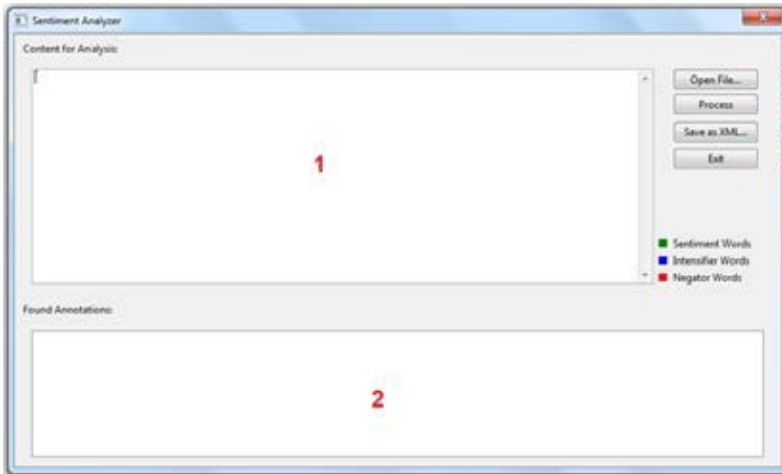 Sentiment Analyzer
Content for Analysis:
Open File...
Process
Save as XML...
Exit
1
Sentiment Words
Intensifier Words
Negator Words
Found Annotations:
2